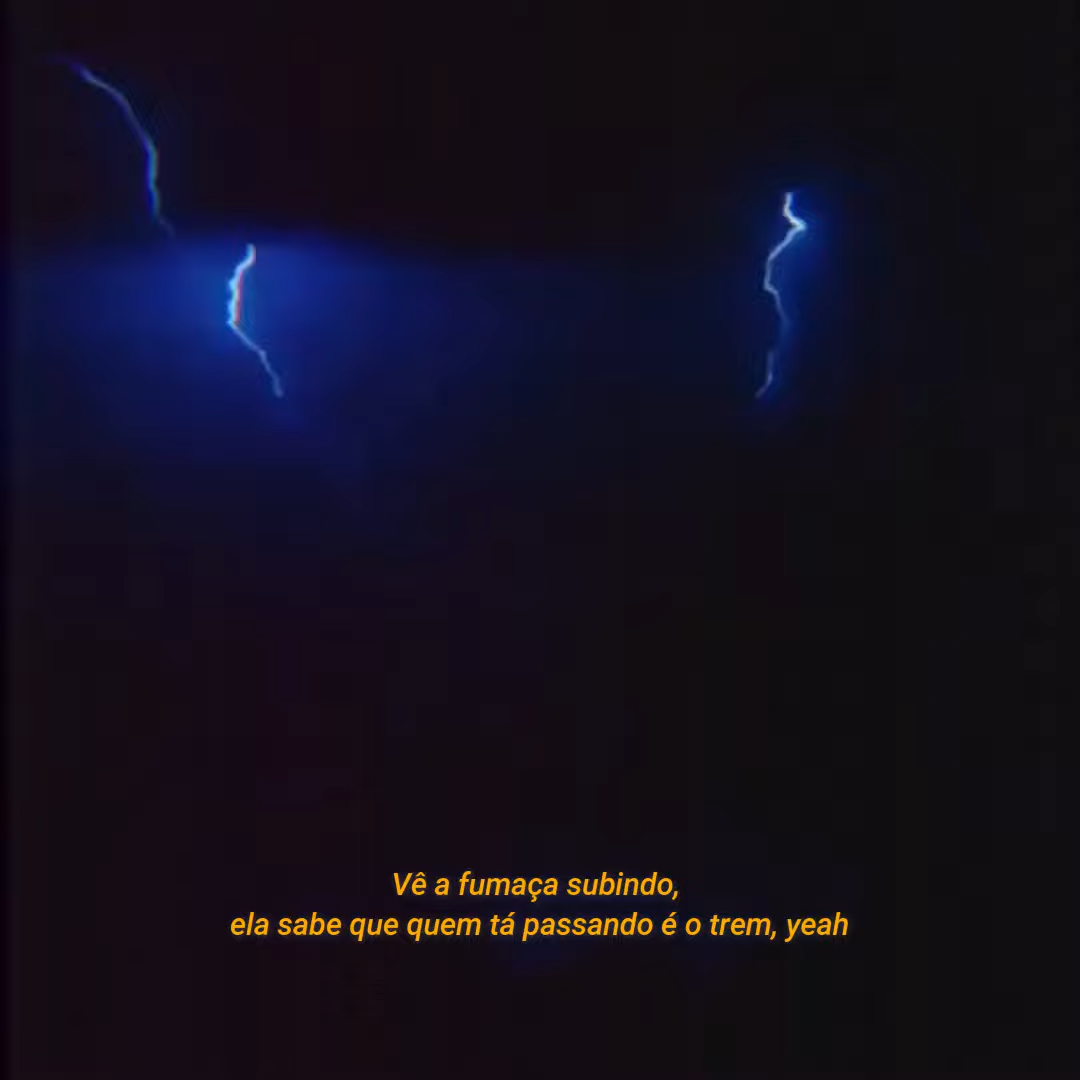 Vê a fumaça subindo,
ela sabe que quem tá passando é o trem, yeah